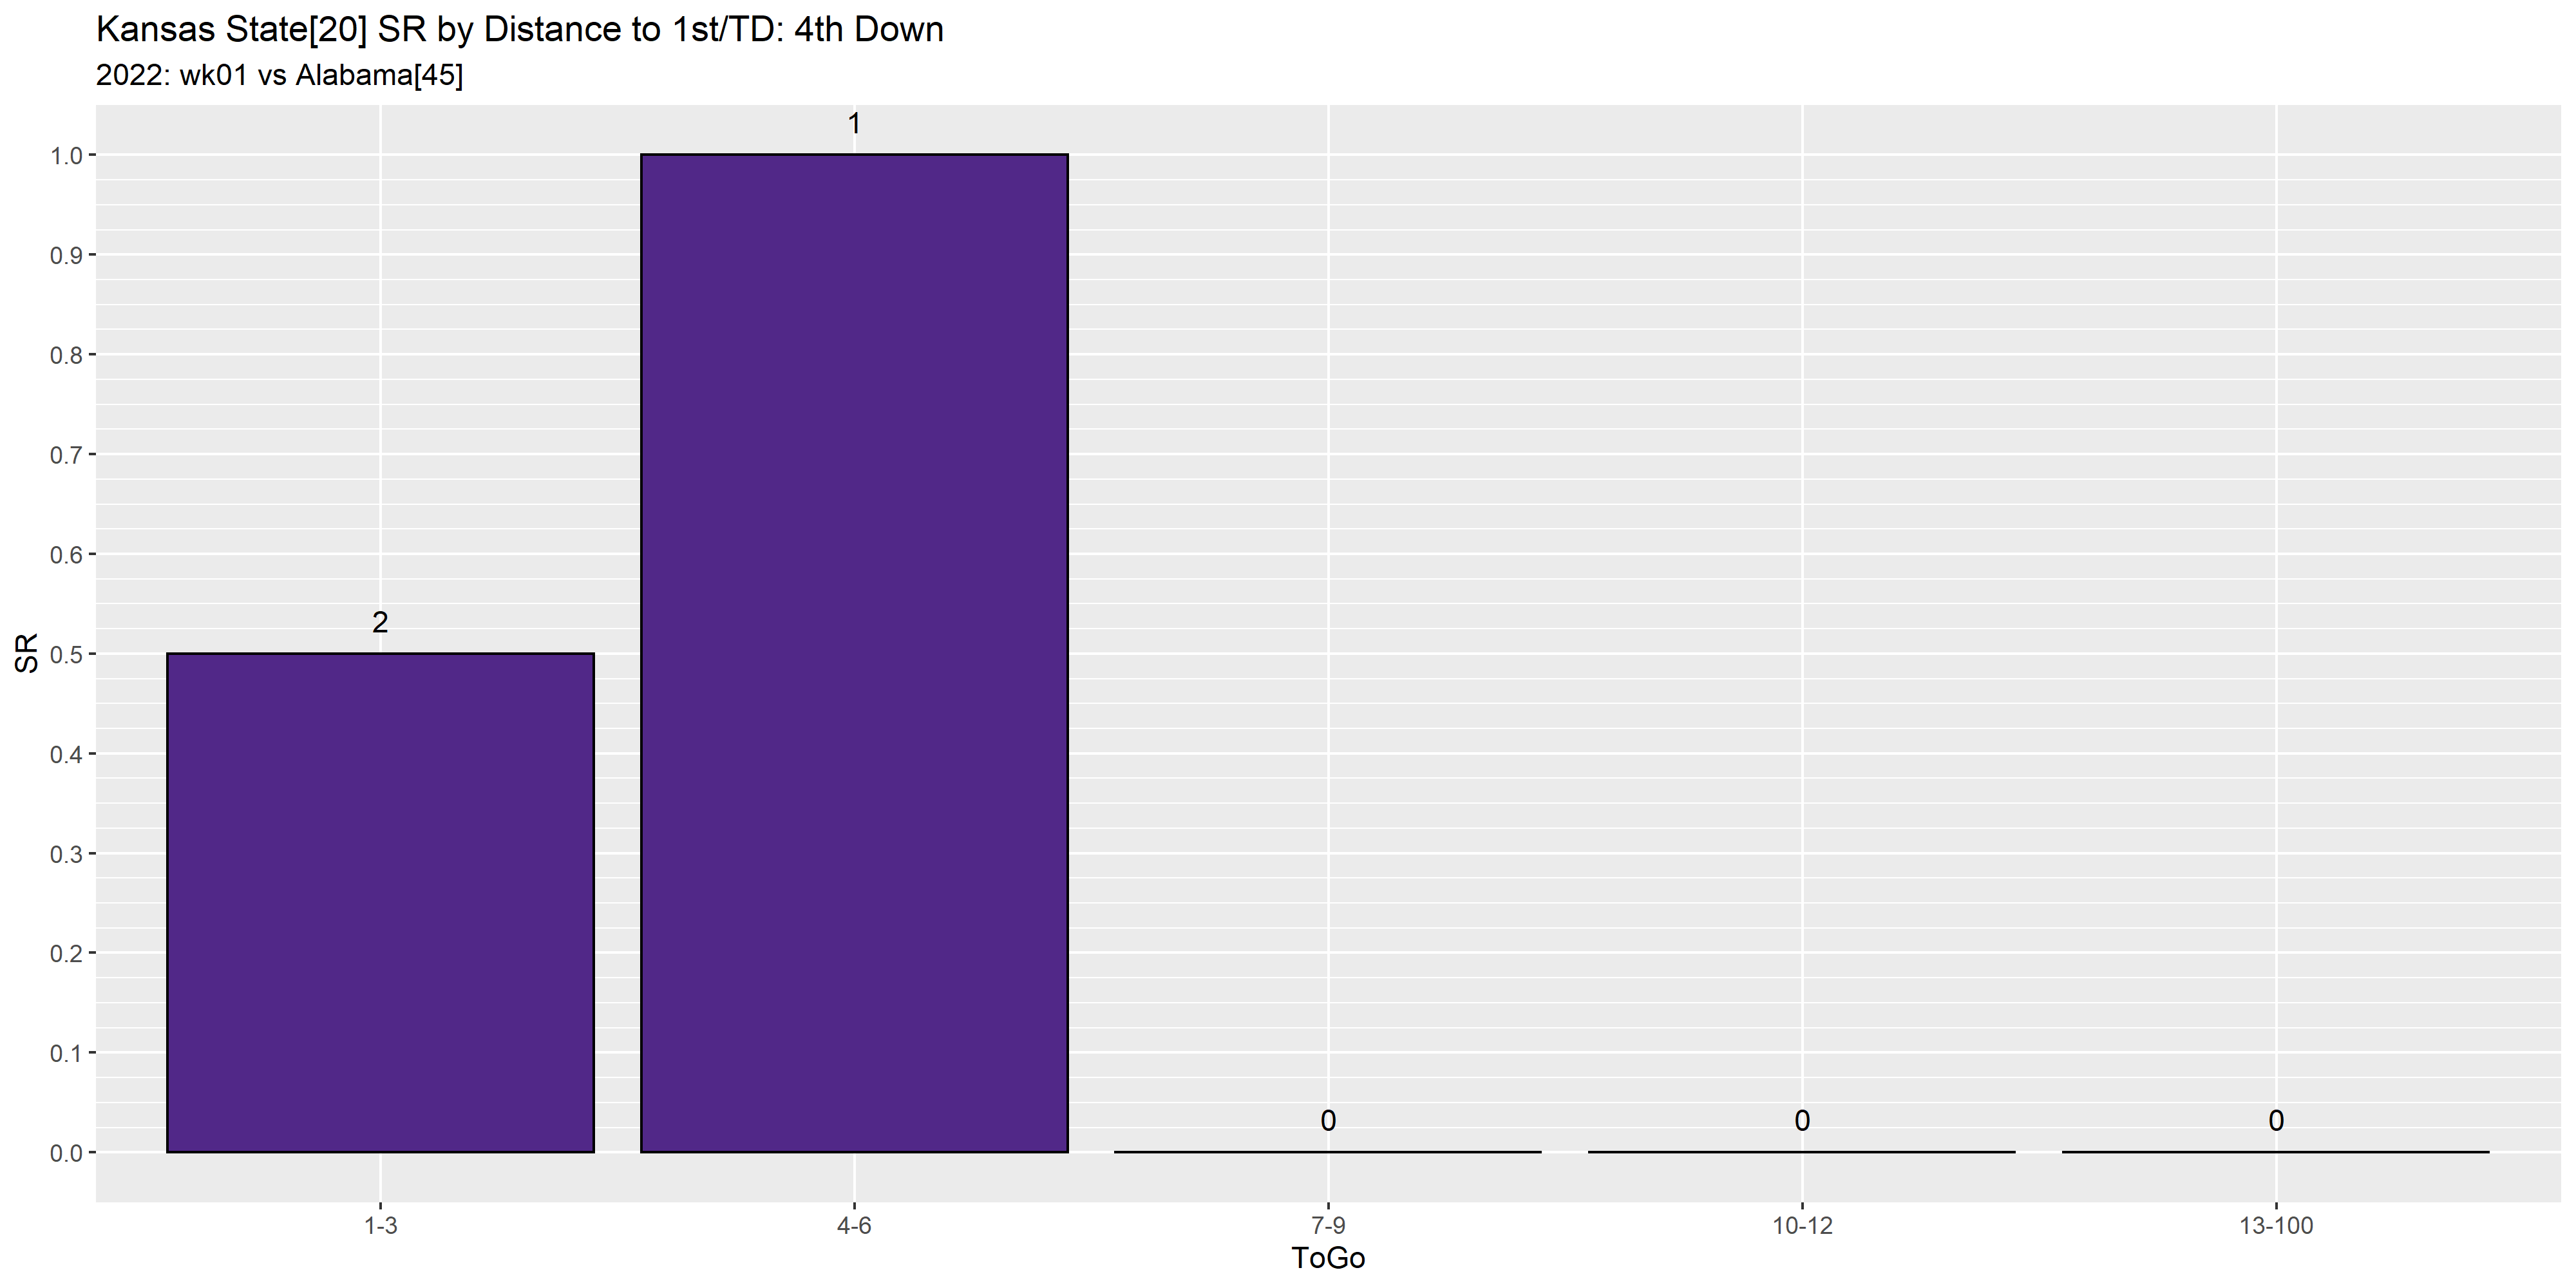 Kansas State[20] SR by Distance to 1st/TD: 4th Down
2022: wk01 vs Alabama[45]
1
1.0
0.9
0.8
0.7
0.6
2
0.5
SR
0.4
0.3
0.2
0.1
0 0 0
0.0
1-3 4-6 7-9 10-12 13-100
ToGo